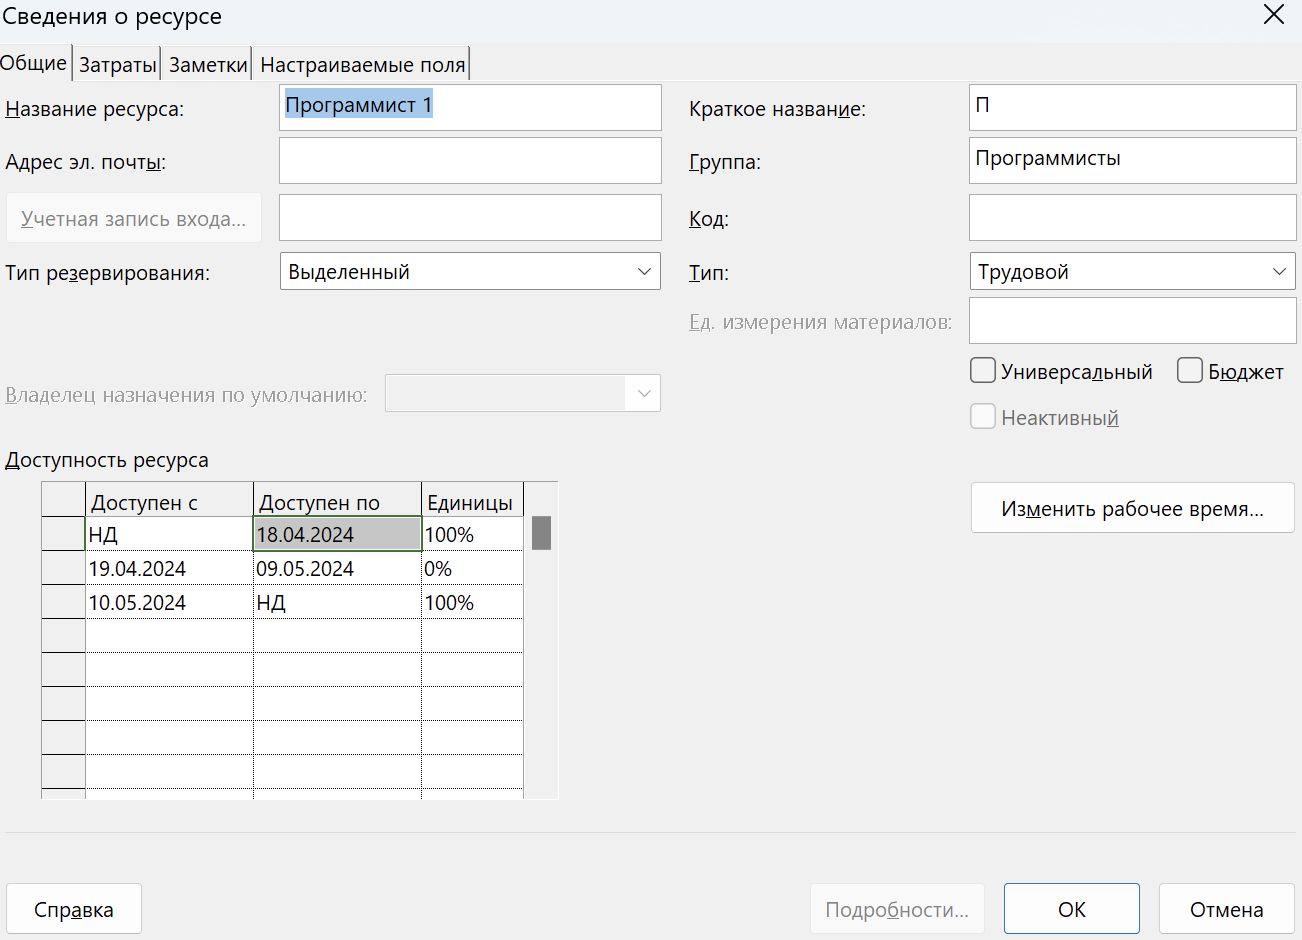 Сведения о ресурсе
Общие Затраты Заметки Настраиваемые поля
Название ресурса: Программист 1 Краткое название: П
Адрес эл. почты: Группа: Программисты
Учетная запись входа... Код:
Тип резервирования: Выделенный Тип: Трудовой
Ед. измерения материалов:
Универсальный Бюджет
Владелец назначения по умолчанию:
Неактивный
Доступность ресурса
Доступен с Доступен по Единицы
Изменить рабочее время...
НД 18.04.2024 100%
19.04.2024 09.05.2024 0%
10.05.2024 НД 100%
Справка Подробности... ОК Отмена